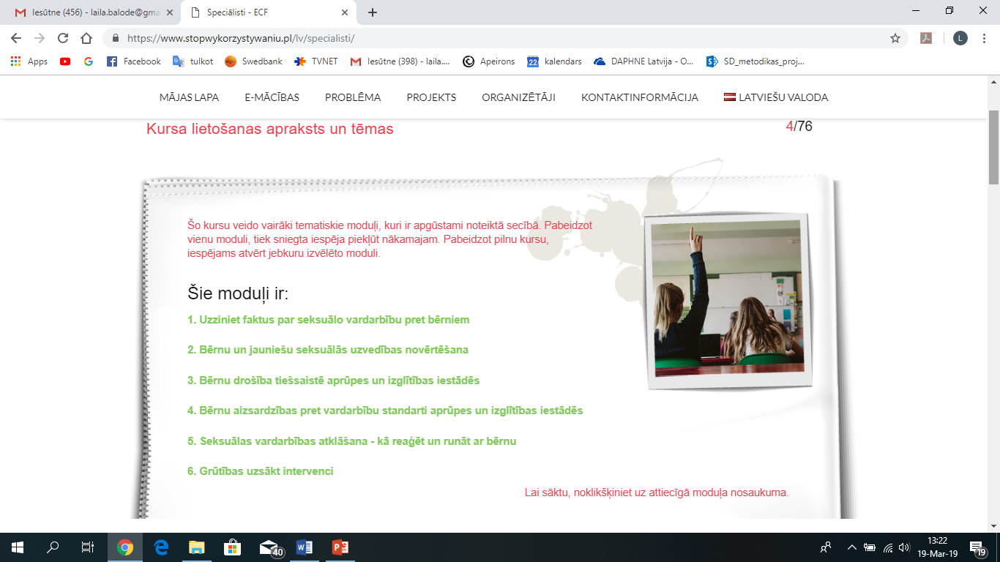 Iesūtne (456) - laila.balode@gma
Speciālisti - ECF
https://www.stopwykorzystywaniu.pl/lv/specialisti/
L
Apps
Facebook
tulkot
Swedbank
TVNET
Iesūtne (398) - laila....
Apeirons
22
kalendars
DAPHNE Latvija - O...
SD_metodikas_proj...
MĀJAS LAPA
E-MĀCĪBAS
PROBLĒMA
PROJEKTS
ORGANIZĒTĀJI
KONTAKTINFORMĀCIJA
LATVIEŠU VALODA
Kursa lietošanas apraksts un tēmas
4/76
Šo kursu veido vairāki tematiskie moduļi, kuri ir apgūstami noteiktā secībā. Pabeidzot
vienu moduli, tiek sniegta iespēja piekļūt nākamajam. Pabeidzot pilnu kursu,
iespējams atvērt jebkuru izvēlēto moduli.
Šie moduļi ir:
1. Uzziniet faktus par seksuālo vardarbību pret bērniem
2. Bērnu un jauniešu seksuālās uzvedības novērtēšana
3. Bērnu drošība tiešsaistē aprūpes un izglītības iestādēs
4. Bērnu aizsardzības pret vardarbību standarti aprūpes un izglītības iestādēs
5. Seksuālas vardarbības atklāšana - kā reaģēt un runāt ar bērnu
6. Grūtības uzsākt intervenci
Lai sāktu, noklikšķiniet uz attiecīgā moduļa nosaukuma.
40
13:22
19-Mar-19
19